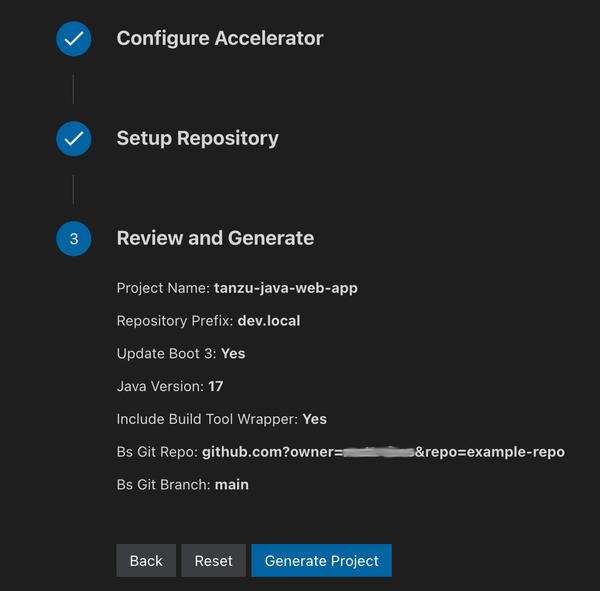 Configure Accelerator
Setup Repository
3 Review and Generate
Project Name: tanzu-java-web-app
Repository Prefix: dev.local
Update Boot 3: Yes
Java Version: 17
Include Build Tool Wrapper: Yes
Bs Git Repo: github.com?owner= &repo=example-repo
Bs Git Branch: main
Back Reset Generate Project